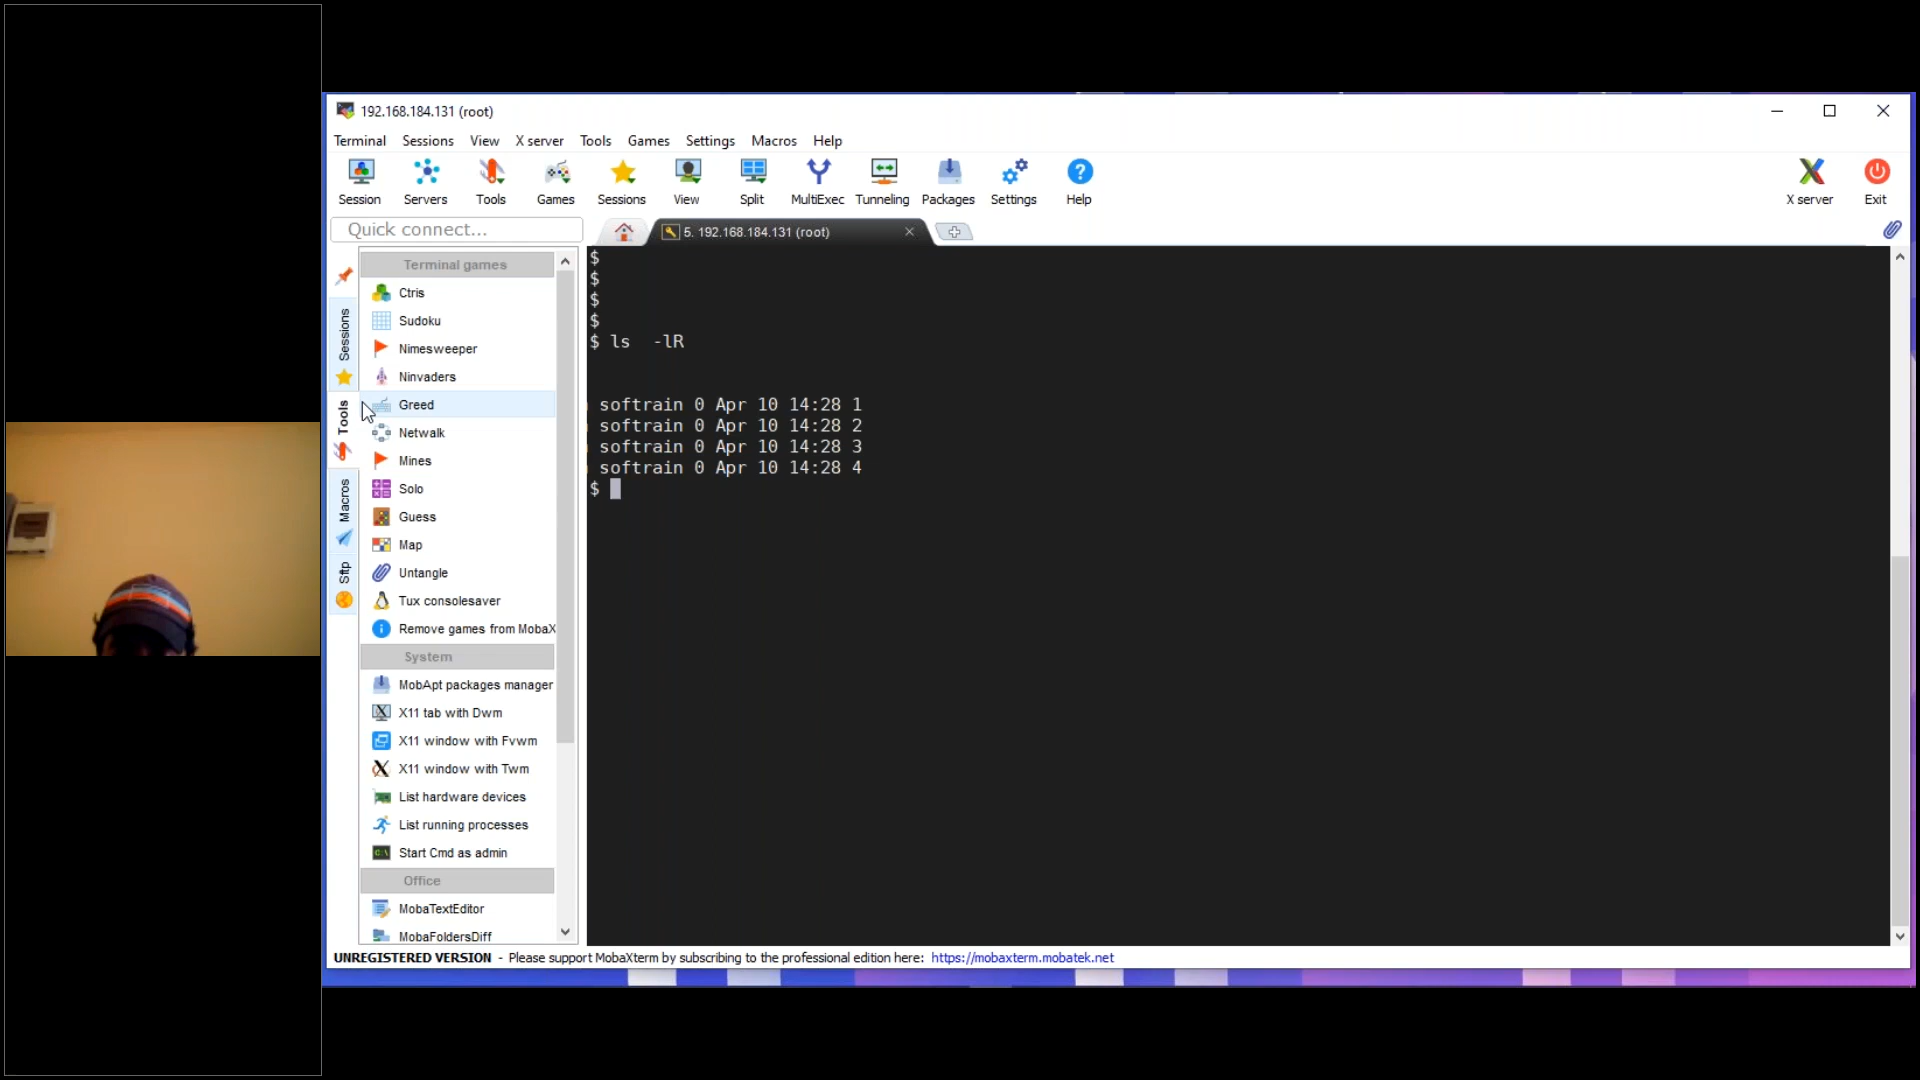 192.168.184.131 (root)
Terminal Sessions View X server Tools Games Settings Macros Help
Session Servers Tools Games Sessions View Split MultiExec Tunneling Packages Settings Help X server Exit
Quick connect...
5. 192.168.184.131 (root)
Sessions
Tools
Macros
Sftp
Terminal games
Ctris
Sudoku
Nimesweeper
Ninvaders
Greed
Netwalk
Mines
Solo
Guess
Map
Untangle
Tux consolesaver
Remove games from MobaX
System
MobApt packages manager
X11 tab with Dwm
X11 window with Fvwm
X11 window with Twm
List hardware devices
List running processes
Start Cmd as admin
Office
MobaTextEditor
MobaFoldersDiff
$
$
$
$
$ ls  -lR
softrain 0 Apr 10 14:28 1
softrain 0 Apr 10 14:28 2
softrain 0 Apr 10 14:28 3
softrain 0 Apr 10 14:28 4
$
UNREGISTERED VERSION - Please support MobaXterm by subscribing to the professional edition here: https://mobaxterm.mobatek.net